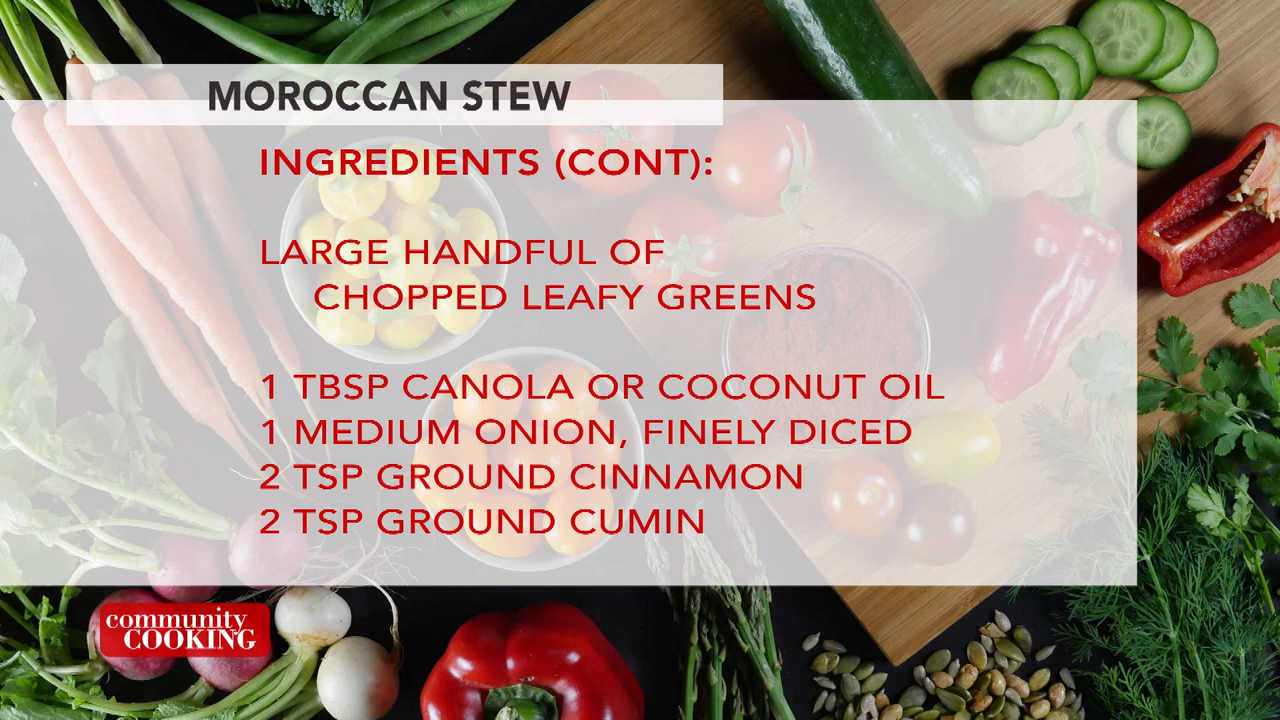 MOROCCAN STEW
INGREDIENTS (CONT):
LARGE HANDFUL OF
CHOPPED LEAFY GREENS
1 TBSP CANOLA OR COCONUT OIL
1 MEDIUM ONION, FINELY DICED
2 TSP GROUND CINNAMON
2 TSP GROUND CUMIN
community
COOKING